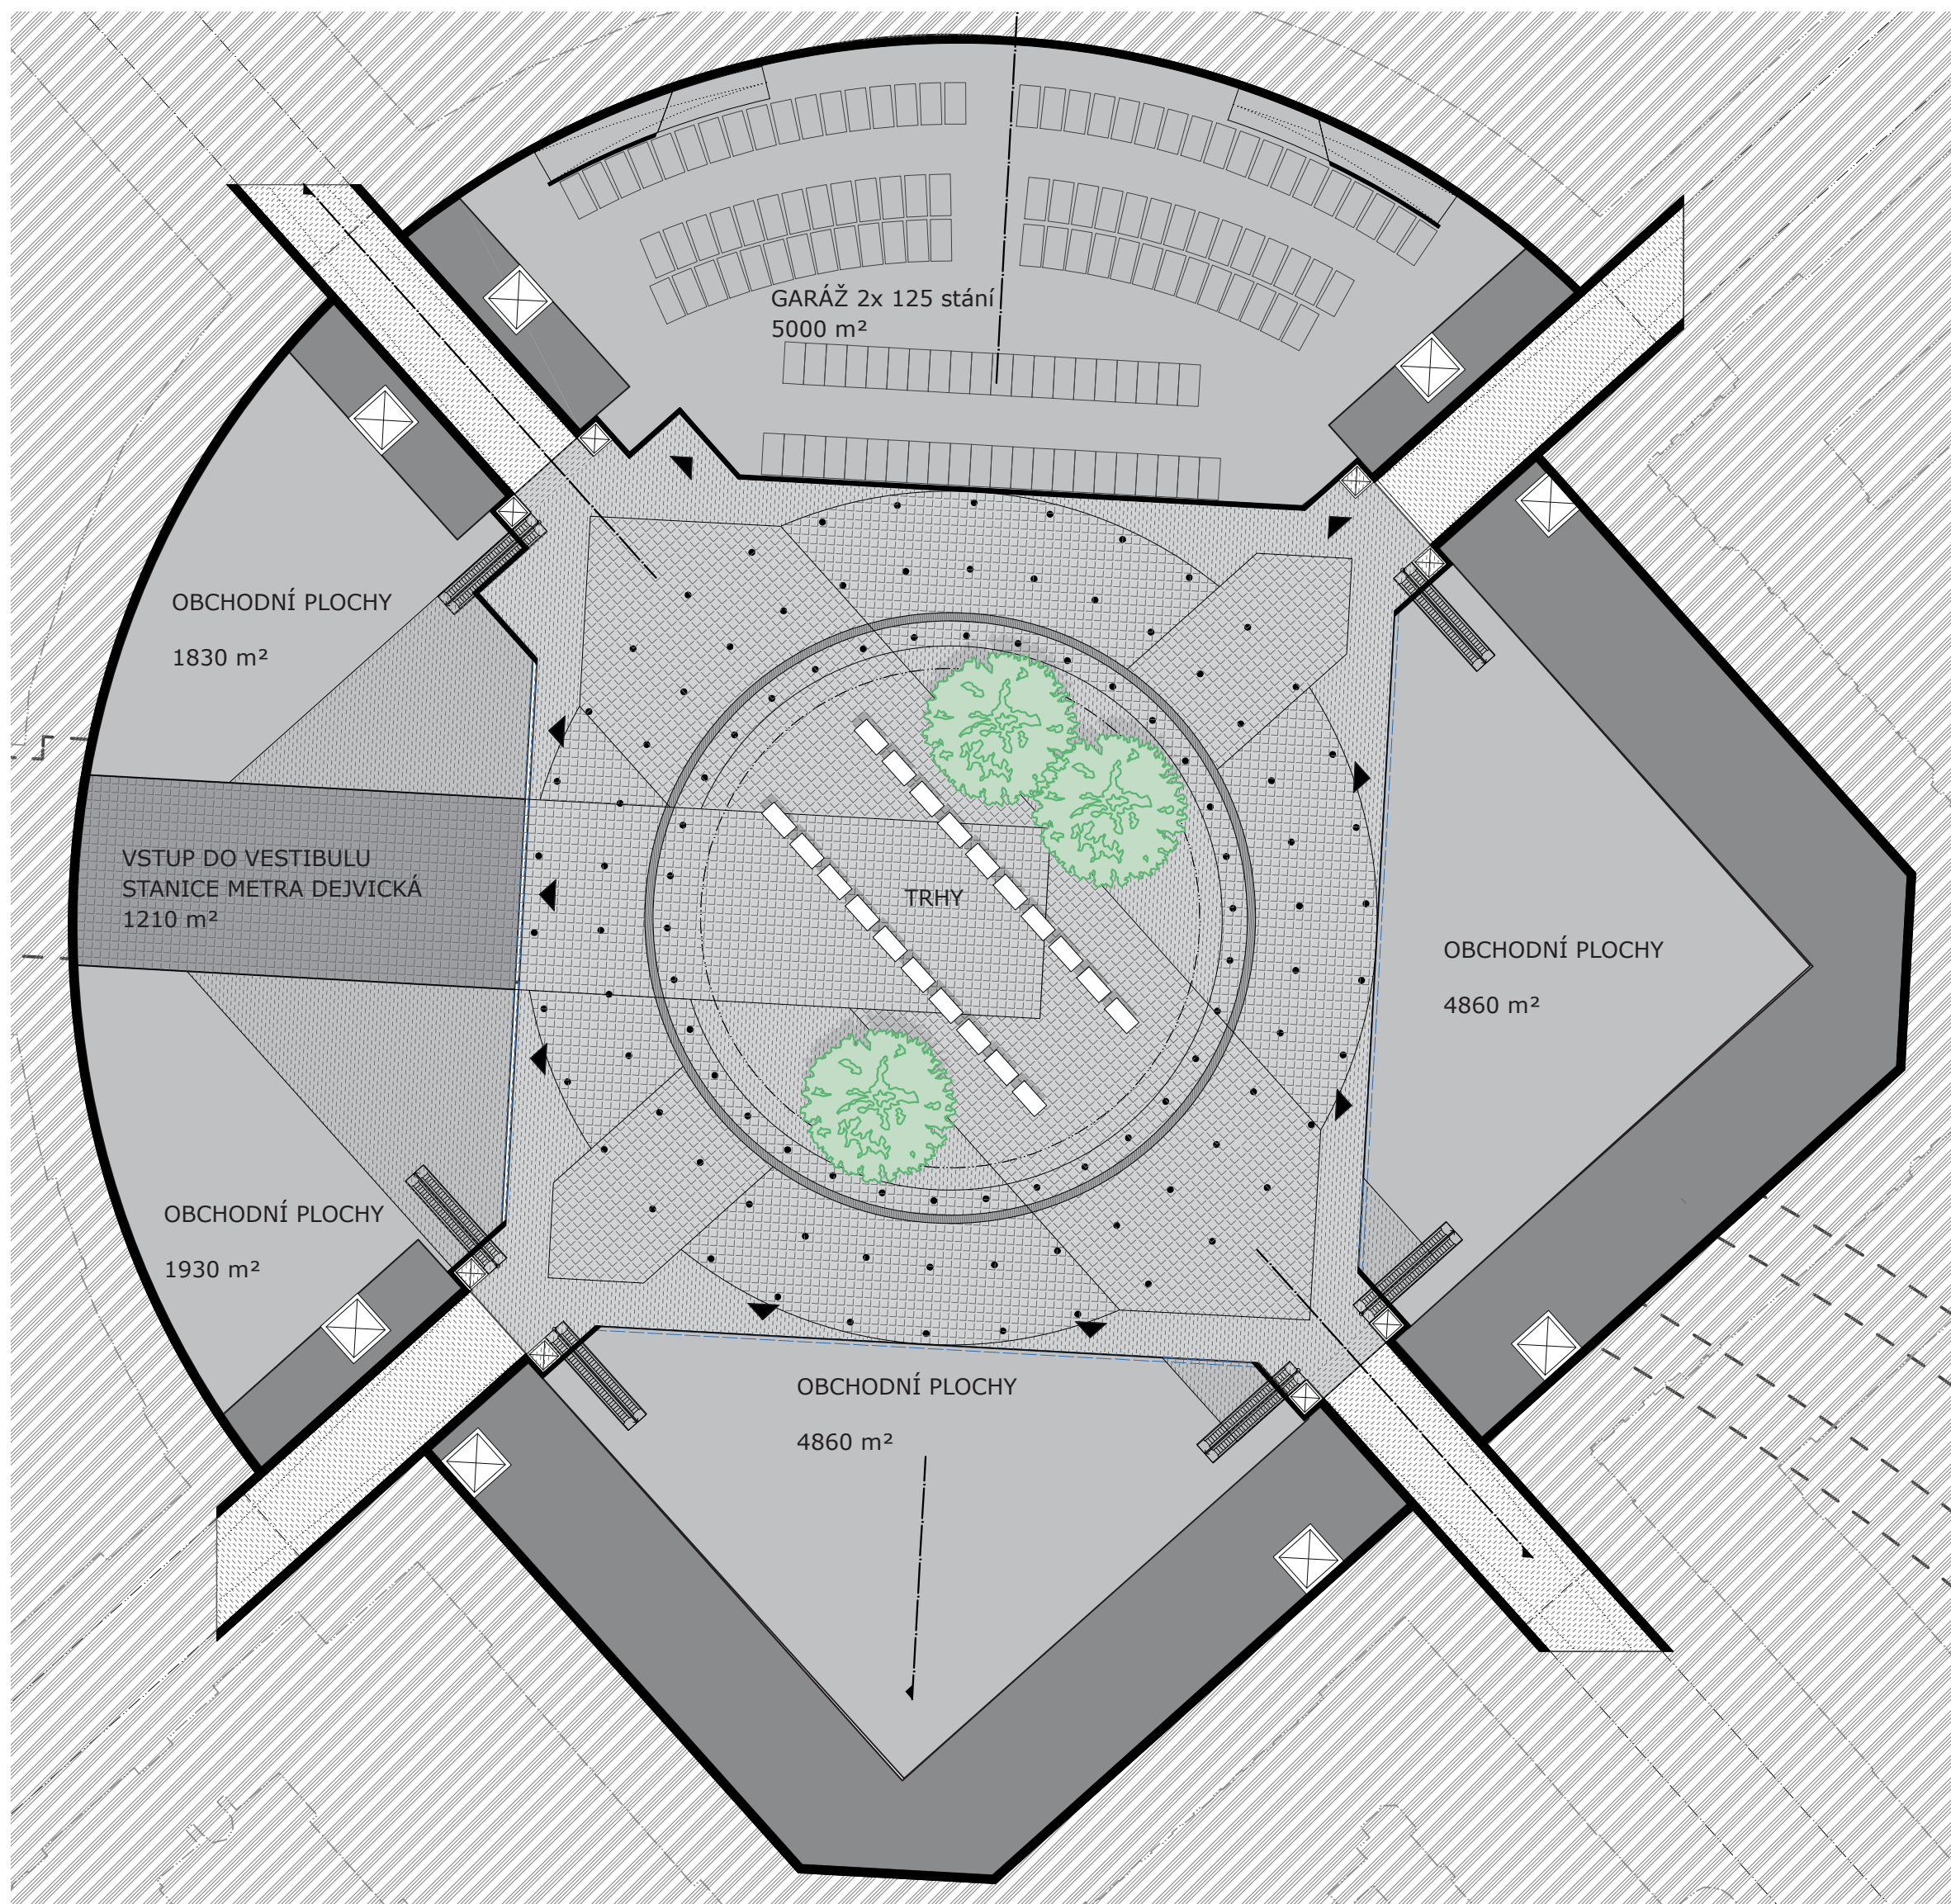 GARÁŽ 2x 125 stání
5000 m²
OBCHODNÍ PLOCHY
1830 m²
VSTUP DO VESTIBULU
STANICE METRA DEJVICKÁ
1210 m²
TRHY
OBCHODNÍ PLOCHY
4860 m²
OBCHODNÍ PLOCHY
1930 m²
OBCHODNÍ PLOCHY
4860 m²